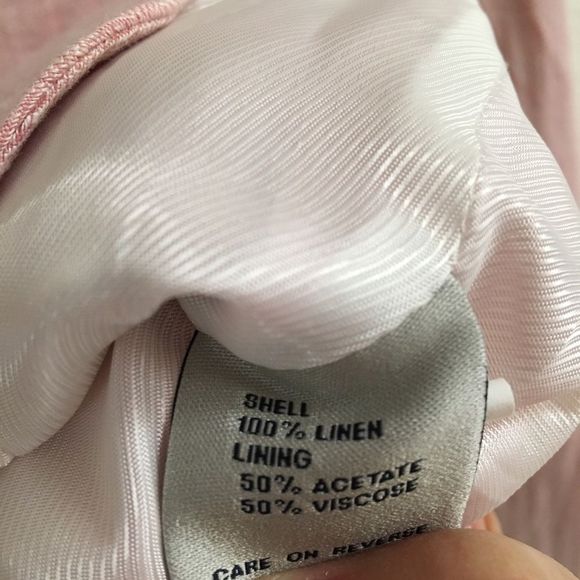 SHELL
100% LINEN
LINING
50% ACETATE
50% VISCOSE
CARE ON REVERSE